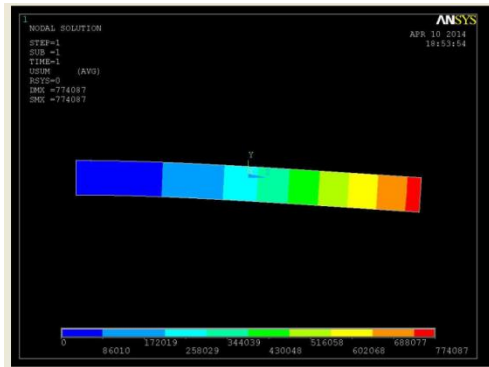 1
NODAL SOLUTION
STEP=1
SUB =1
TIME=1
USUM (AVG)
RSYS=0
DMX =774087
SMX =774087
ANSYS
APR 10 2014
18:53:54
Y
0 172019 344039 516058 688077
86010 258029 430048 602068 774087